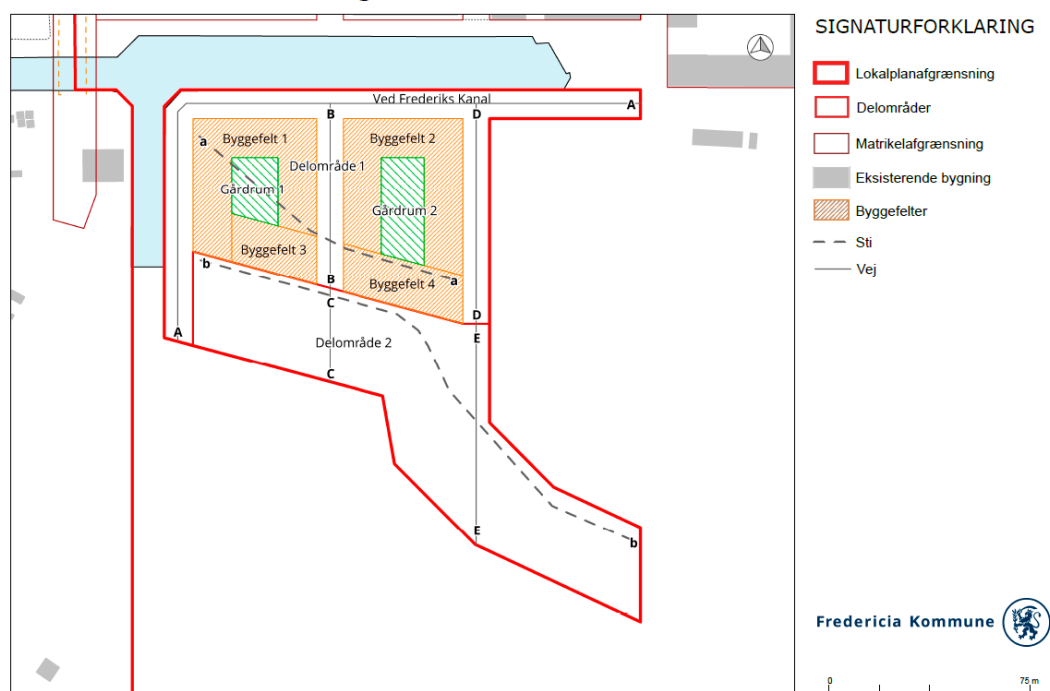 Ved Frederiks Kanal
A
B
D
a
Byggefelt 1
Byggefelt 2
Delområde 1
Gårdrum 1
Gårdrum 2
Byggefelt 3
b
B
a
Byggefelt 4
C
D
A
E
Delområde 2
C
E
b
SIGNATURFORKLARING
Lokalplanafgrænsning
Delområder
Matrikelafgrænsning
Eksisterende bygning
Byggefelter
Sti
Vej
Fredericia Kommune
0
75 m